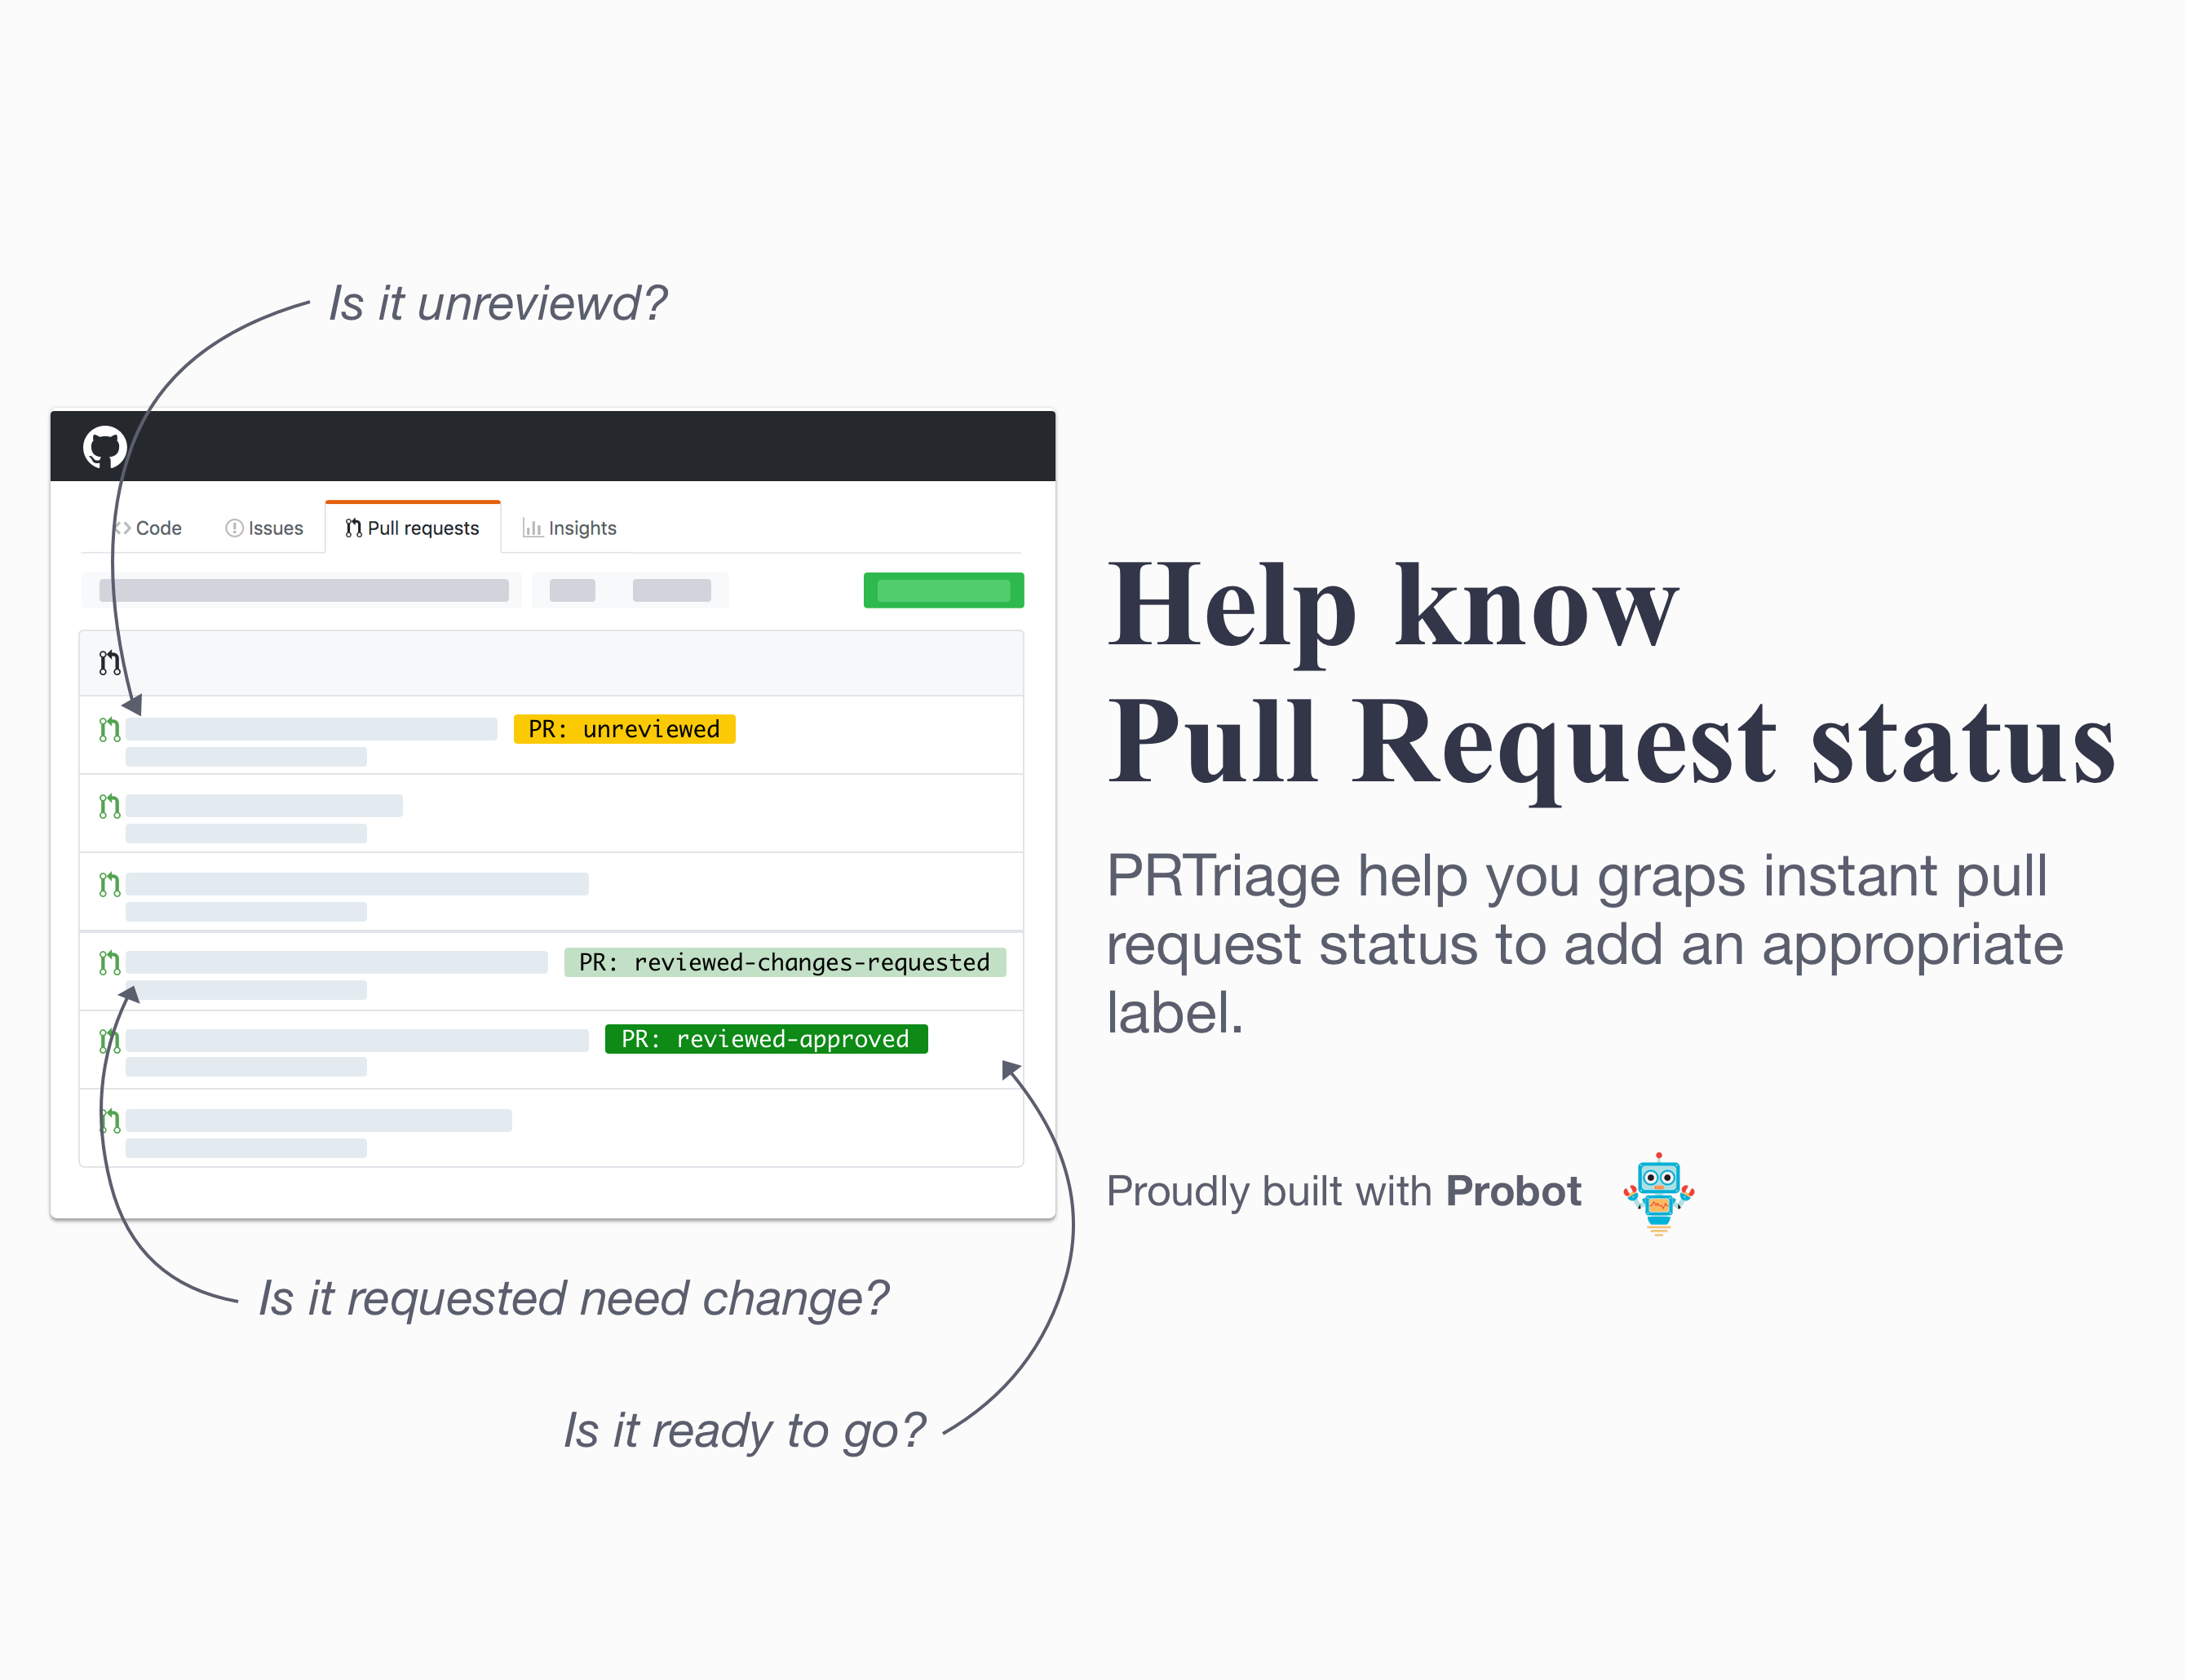 Is it unreviewd?
Code
Issues
Pull requests
Insights
PR: unreviewed
PR: reviewed-changes-requested
PR: reviewed-approved
Is it requested need change?
Is it ready to go?
Help know
Pull Request status
PRTriage help you graps instant pull
request status to add an appropriate
label.
Proudly built with Probot